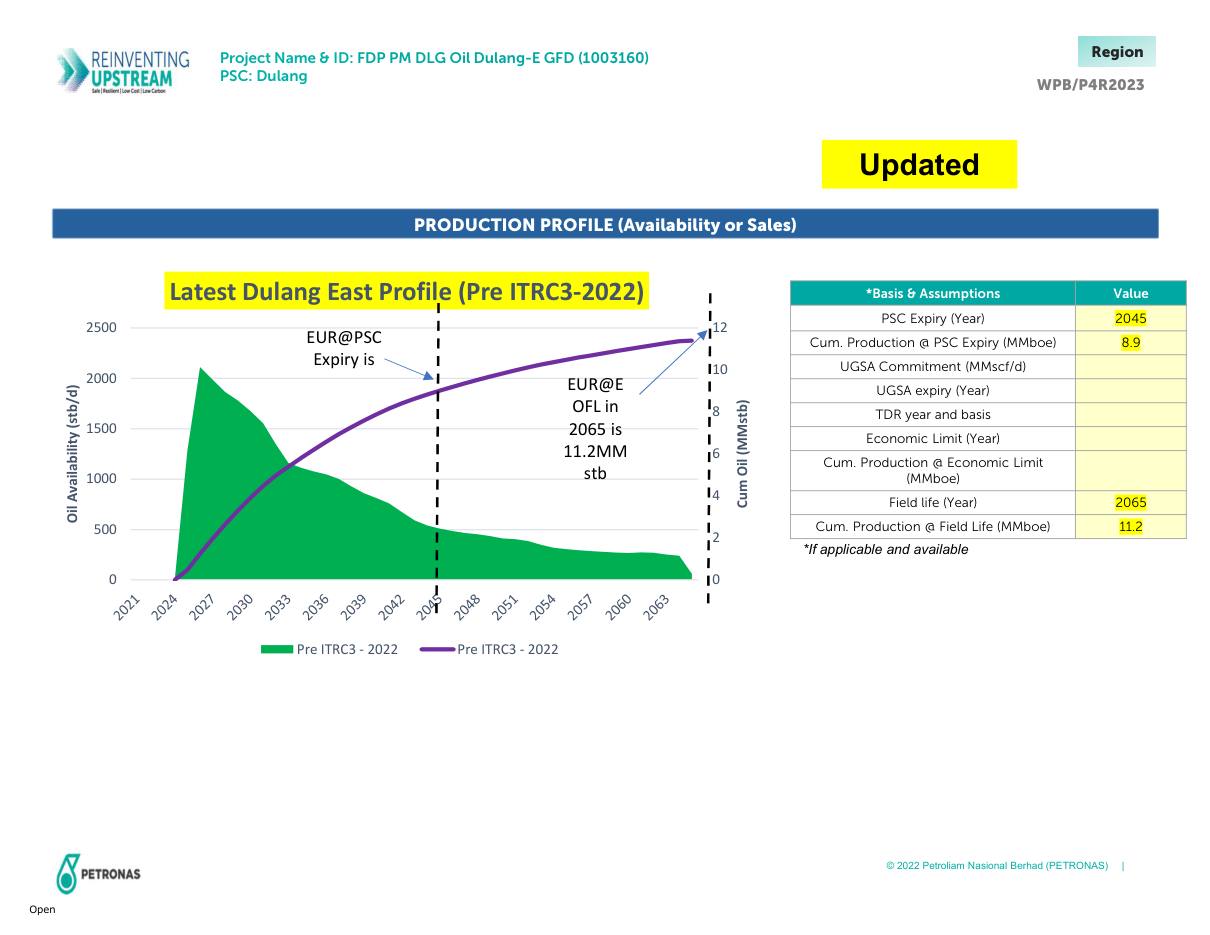 REINVENTING
UPSTREAM
Safe | Resilient | Low Cost | Low Carbon
Project Name & ID: FDP PM DLG Oil Dulang-E GFD (1003160)
PSC: Dulang
Region
WPB/P4R2023
Updated
PRODUCTION PROFILE (Availability or Sales)
Latest Dulang East Profile (Pre ITRC3-2022)
Oil Availability (stb/d)
2500
2000
1500
1000
500
0
EUR@PSC
Expiry is
EUR@E
OFL in
2065 is
11.2MM
stb
12
10
8
6
4
2
0
Cum Oil (MMstb)
2021 2024 2027 2030 2033 2036 2039 2042 2045 2048 2051 2054 2057 2060 2063
Pre ITRC3 - 2022 Pre ITRC3 - 2022
*Basis & Assumptions Value
PSC Expiry (Year) 2045
Cum. Production @ PSC Expiry (MMboe) 8.9
UGSA Commitment (MMscf/d)
UGSA expiry (Year)
TDR year and basis
Economic Limit (Year)
Cum. Production @ Economic Limit
(MMboe)
Field life (Year) 2065
Cum. Production @ Field Life (MMboe) 11.2
*If applicable and available
PETRONAS
© 2022 Petroliam Nasional Berhad (PETRONAS) |
Open